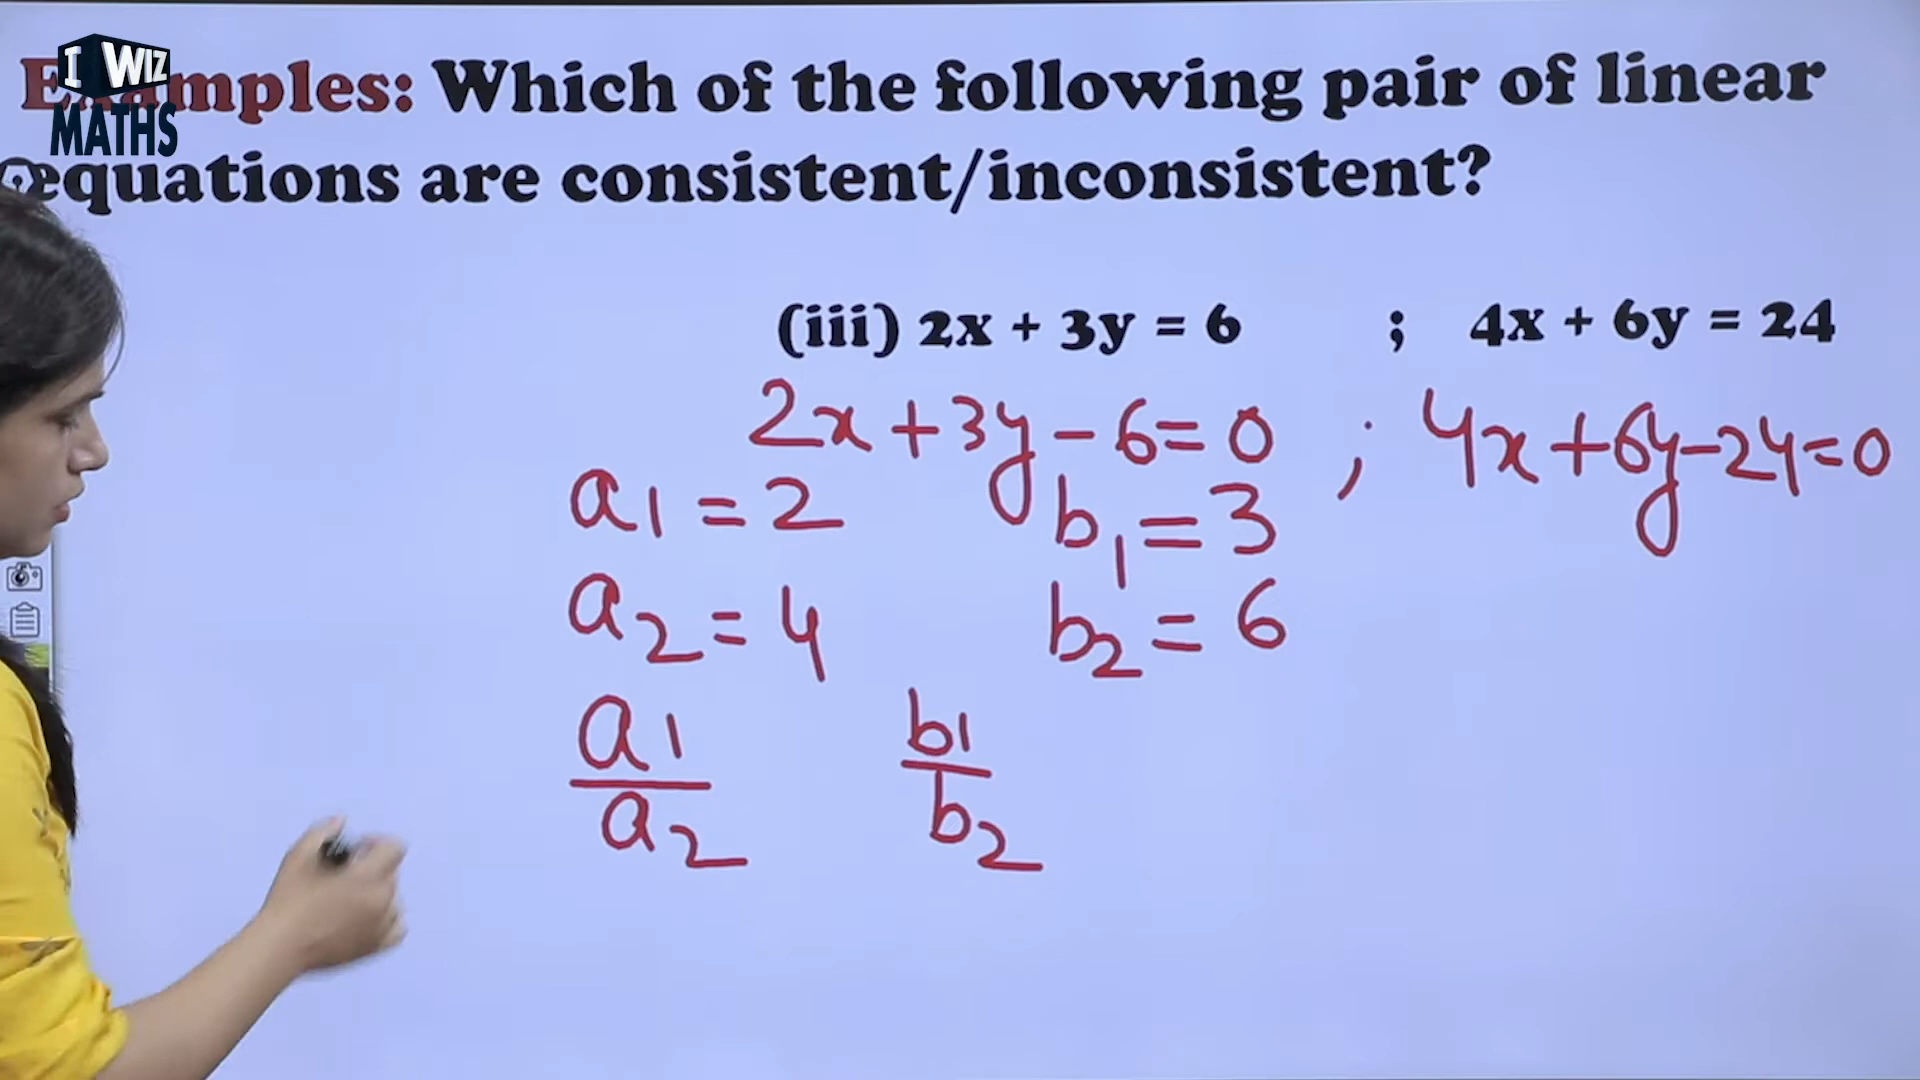 I WIZ
MATHS
Examples: Which of the following pair of linear
equations are consistent/inconsistent?
(iii) 2x + 3y = 6 ; 4x + 6y = 24
2x + 3y - 6 = 0 ; 4x + 6y - 24 = 0
a1 = 2 b1 = 3
a2 = 4 b2 = 6
a1 b1
a2 b2